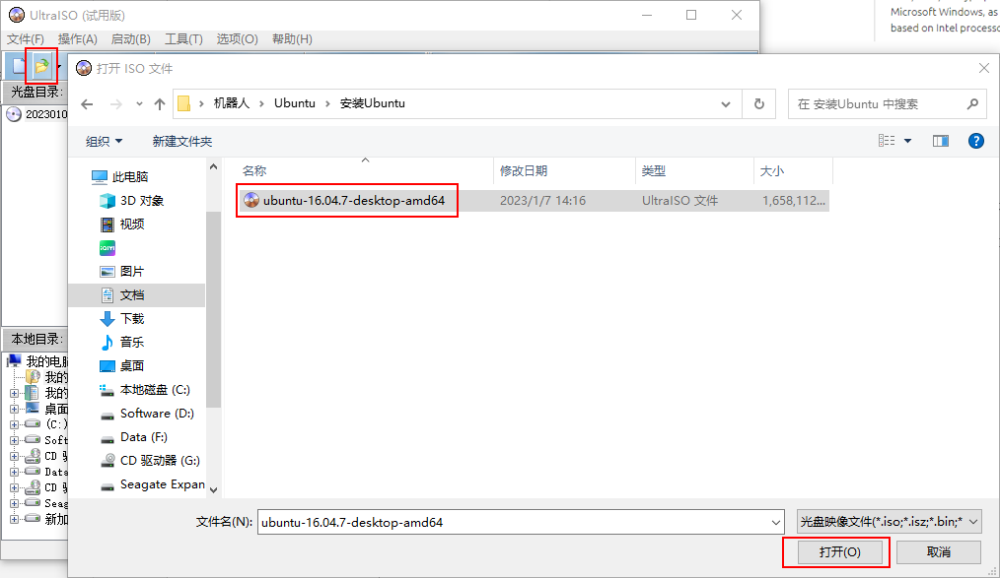 UltraISO (试用版)
Microsoft Windows, as
based on Intel processo
文件(F) 操作(A) 启动(B) 工具(T) 选项(O) 帮助(H)
打开 ISO 文件
光盘目录:
2023010
机器人 › Ubuntu › 安装Ubuntu
在 安装Ubuntu 中搜索
组织 新建文件夹
名称 修改日期 类型 大小
ubuntu-16.04.7-desktop-amd64 2023/1/7 14:16 UltraISO 文件 1,658,112...
此电脑
3D 对象
视频
图片
文档
下载
音乐
桌面
本地磁盘 (C:)
Software (D:)
Data (F:)
CD 驱动器 (G:)
Seagate Expan
本地目录:
我的电脑
我的
我的
桌面
(C:)
Soft
CD 驱
Data
CD 驱
Seag
新加
文件名(N): ubuntu-16.04.7-desktop-amd64 光盘映像文件(*.iso;*.isz;*.bin;*
打开(O) 取消